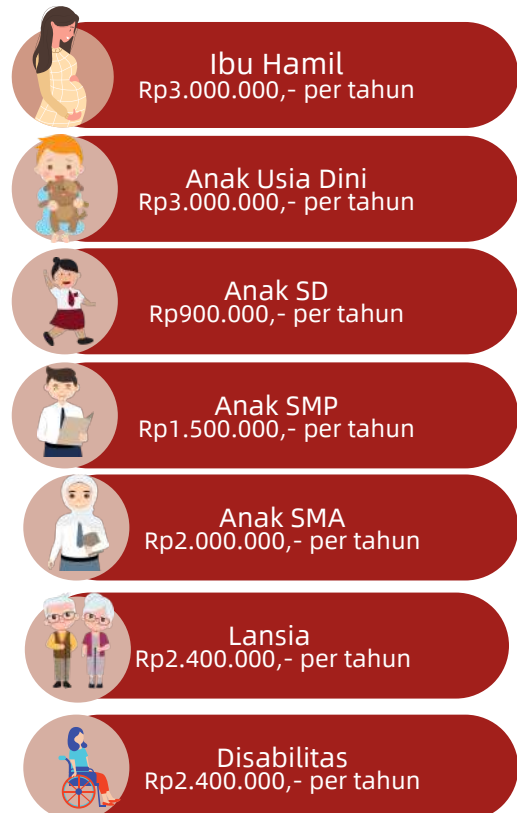 Ibu Hamil
Rp3.000.000,- per tahun
Anak Usia Dini
Rp3.000.000,- per tahun
Anak SD
Rp900.000,- per tahun
Anak SMP
Rp1.500.000,- per tahun
Anak SMA
Rp2.000.000,- per tahun
Lansia
Rp2.400.000,- per tahun
Disabilitas
Rp2.400.000,- per tahun